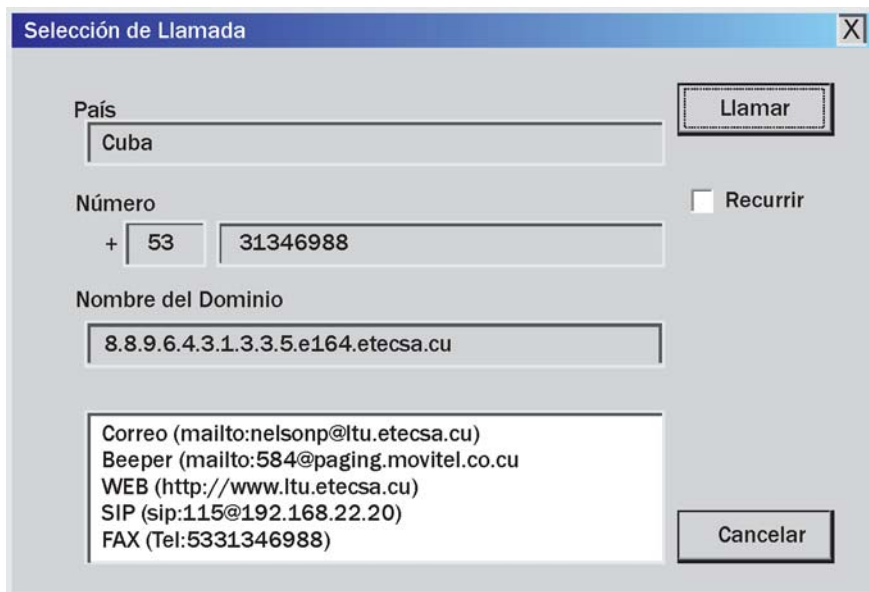 Selección de Llamada X
País
Cuba
Llamar
Número
+ 53 31346988
Recurrir
Nombre del Dominio
8.8.9.6.4.3.1.3.3.5.e164.etecsa.cu
Correo (mailto:nelsonp@ltu.etecsa.cu)
Beeper (mailto:584@paging.movitel.co.cu
WEB (http://www.ltu.etecsa.cu)
SIP (sip:115@192.168.22.20)
FAX (Tel:5331346988)
Cancelar